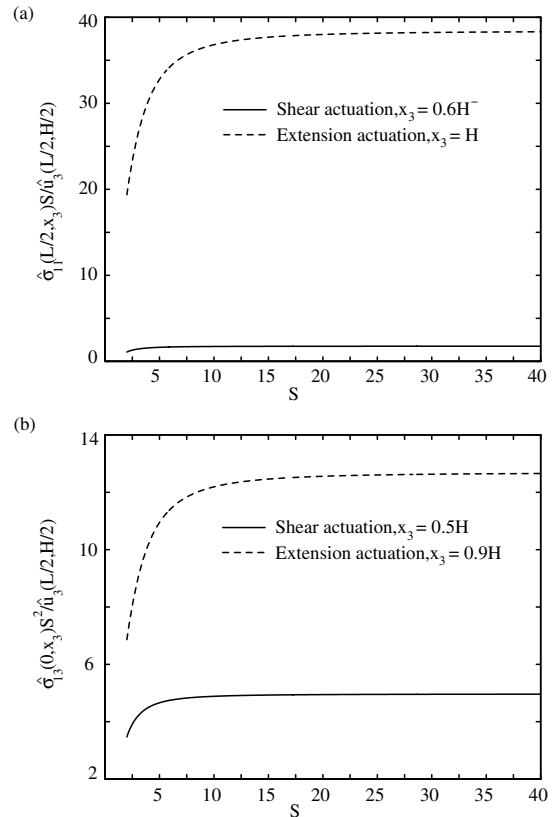 (a)
40
30
20
10
0
σ̂₁₁(L/2,x₃)S/û₃(L/2,H/2)
Shear actuation,x₃ = 0.6H⁻
Extension actuation,x₃ = H
5 10 15 20 25 30 35 40
S
(b)
14
10
6
2
σ̂₁₃(0,x₃)S²/û₃(L/2,H/2)
Shear actuation,x₃ = 0.5H
Extension actuation,x₃ = 0.9H
5 10 15 20 25 30 35 40
S